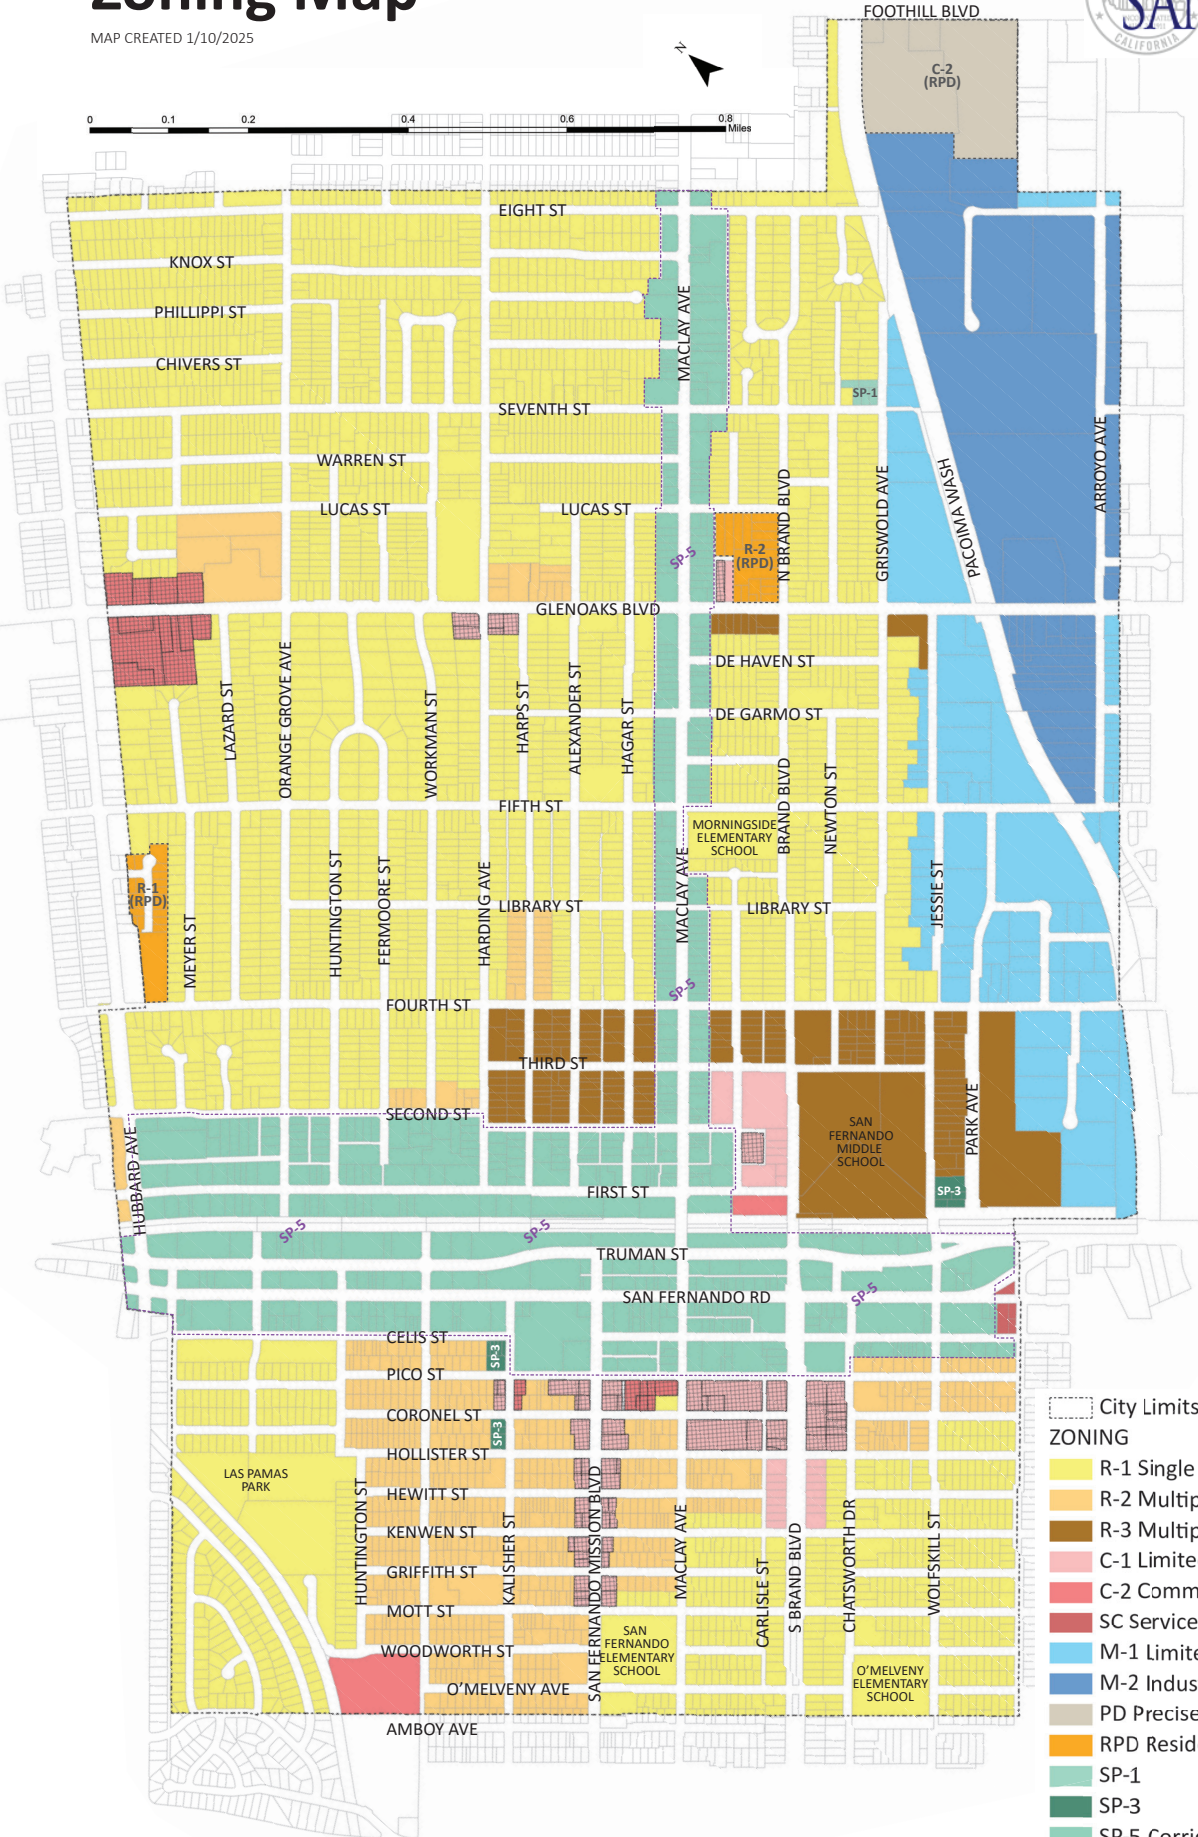 Zoning Map
MAP CREATED 1/10/2025
FOOTHILL BLVD
CALIFORNIA
N
0
0.1
0.2
0.4
0.6
0.8
Miles
C-2
(RPD)
EIGHT ST
KNOX ST
PHILLIPPI ST
CHIVERS ST
MACLAY AVE
SP-1
SEVENTH ST
WARREN ST
LUCAS ST
LUCAS ST
N BRAND BLVD
GRISWOLD AVE
PACOIMA WASH
ARROYO AVE
SP-5
R-2
(RPD)
GLENOAKS BLVD
DE HAVEN ST
DE GARMO ST
LAZARD ST
ORANGE GROVE AVE
WORKMAN ST
HARPS ST
ALEXANDER ST
HAGAR ST
FIFTH ST
BRAND BLVD
NEWTON ST
MORNINGSIDE
ELEMENTARY
SCHOOL
R-1
(RPD)
MEYER ST
HUNTINGTON ST
FERMOORE ST
HARDING AVE
LIBRARY ST
MACLAY AVE
LIBRARY ST
JESSIE ST
SP-5
FOURTH ST
THIRD ST
SECOND ST
SAN
FERNANDO
MIDDLE
SCHOOL
PARK AVE
HUBBARD AVE
FIRST ST
SP-3
SP-5
SP-5
TRUMAN ST
SAN FERNANDO RD
SP-5
CELIS ST
SP-3
PICO ST
CORONEL ST
SP-3
HOLLISTER ST
LAS PAMAS
PARK
HUNTINGTON ST
HEWITT ST
KENWEN ST
GRIFFITH ST
MOTT ST
WOODWORTH ST
O'MELVENY AVE
AMBOY AVE
KALISHER ST
SAN FERNANDO MISSION BLVD
MACLAY AVE
CARLISLE ST
S BRAND BLVD
CHATSWORTH DR
WOLFSKILL ST
SAN
FERNANDO
ELEMENTARY
SCHOOL
O'MELVENY
ELEMENTARY
SCHOOL
City Limits
ZONING
R-1 Single
R-2 Multip
R-3 Multip
C-1 Limite
C-2 Comm
SC Service
M-1 Limite
M-2 Indus
PD Precise
RPD Resid
SP-1
SP-3
SP-5 Corri